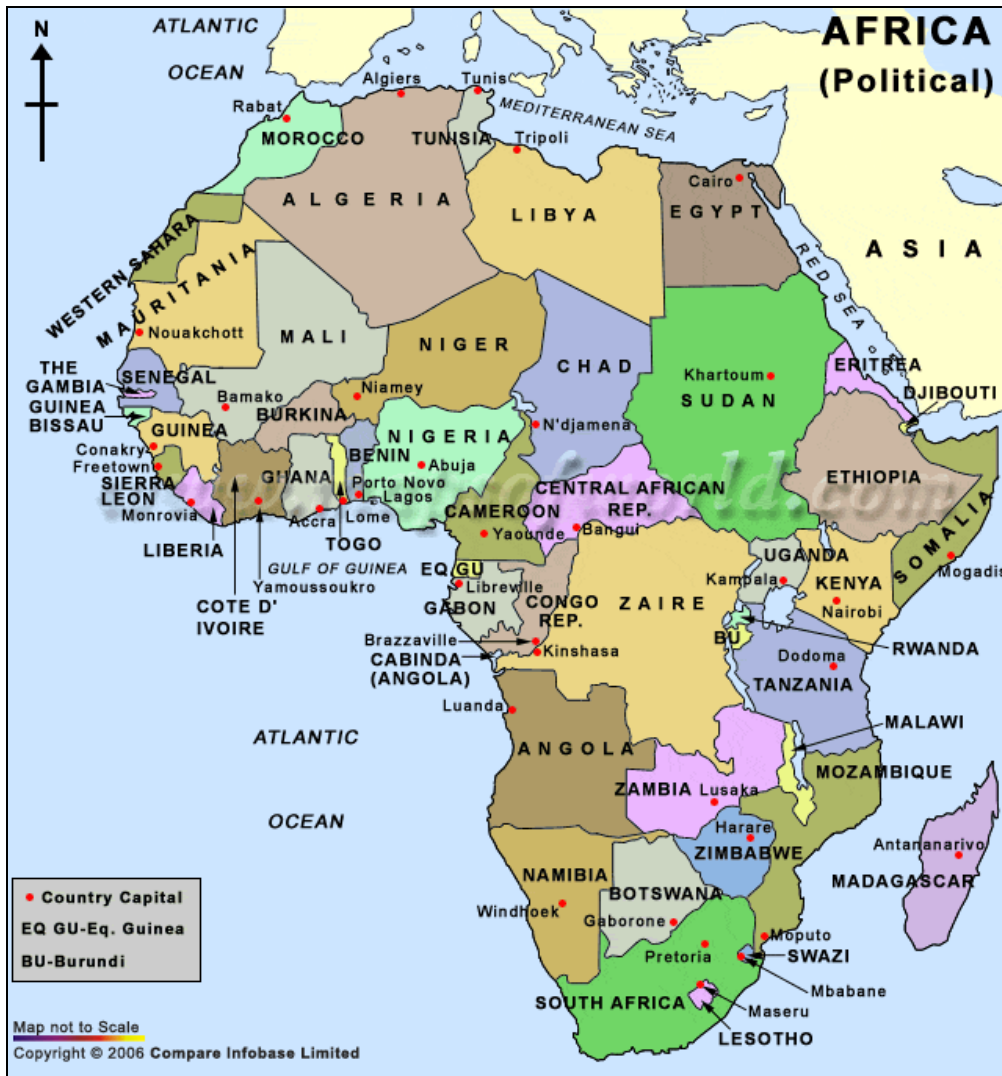 AFRICA
(Political)
N
ATLANTIC
OCEAN
Algiers
Tunis
Rabat
MEDITERRANEAN SEA
MOROCCO
TUNISIA
Tripoli
Cairo
ALGERIA
LIBYA
EGYPT
ASIA
RED SEA
WESTERN SAHARA
MAURITANIA
Nouakchott
MALI
NIGER
CHAD
Khartoum
SUDAN
ERITREA
DJIBOUTI
THE
GAMBIA
SENEGAL
GUINEA
BISSAU
Bamako
Niamey
BURKINA
GUINEA
NIGERIA
N'djamena
Conakry
Freetown
SIERRA
LEON
GHANA
BENIN
Abuja
ETHIOPIA
Porto Novo
Lagos
CENTRAL AFRICAN
REP.
Monrovia
Accra
Lome
CAMEROON
Yaounde
Bangui
SOMALIA
LIBERIA
TOGO
GULF OF GUINEA
Yamoussoukro
COTE D'
IVOIRE
EQ GU
Libreville
GABON
CONGO
REP.
ZAIRE
UGANDA
Kampala
KENYA
Nairobi
Mogadis
Brazzaville
Kinshasa
CABINDA
(ANGOLA)
BU
RWANDA
Dodoma
TANZANIA
Luanda
ATLANTIC
OCEAN
ANGOLA
MALAWI
MOZAMBIQUE
ZAMBIA
Lusaka
Harare
ZIMBABWE
Antananarivo
MADAGASCAR
NAMIBIA
Windhoek
BOTSWANA
Gaborone
Pretoria
Moputo
SWAZI
Mbabane
SOUTH AFRICA
Maseru
LESOTHO
Country Capital
EQ GU-Eq. Guinea
BU-Burundi
Map not to Scale
Copyright © 2006 Compare Infobase Limited